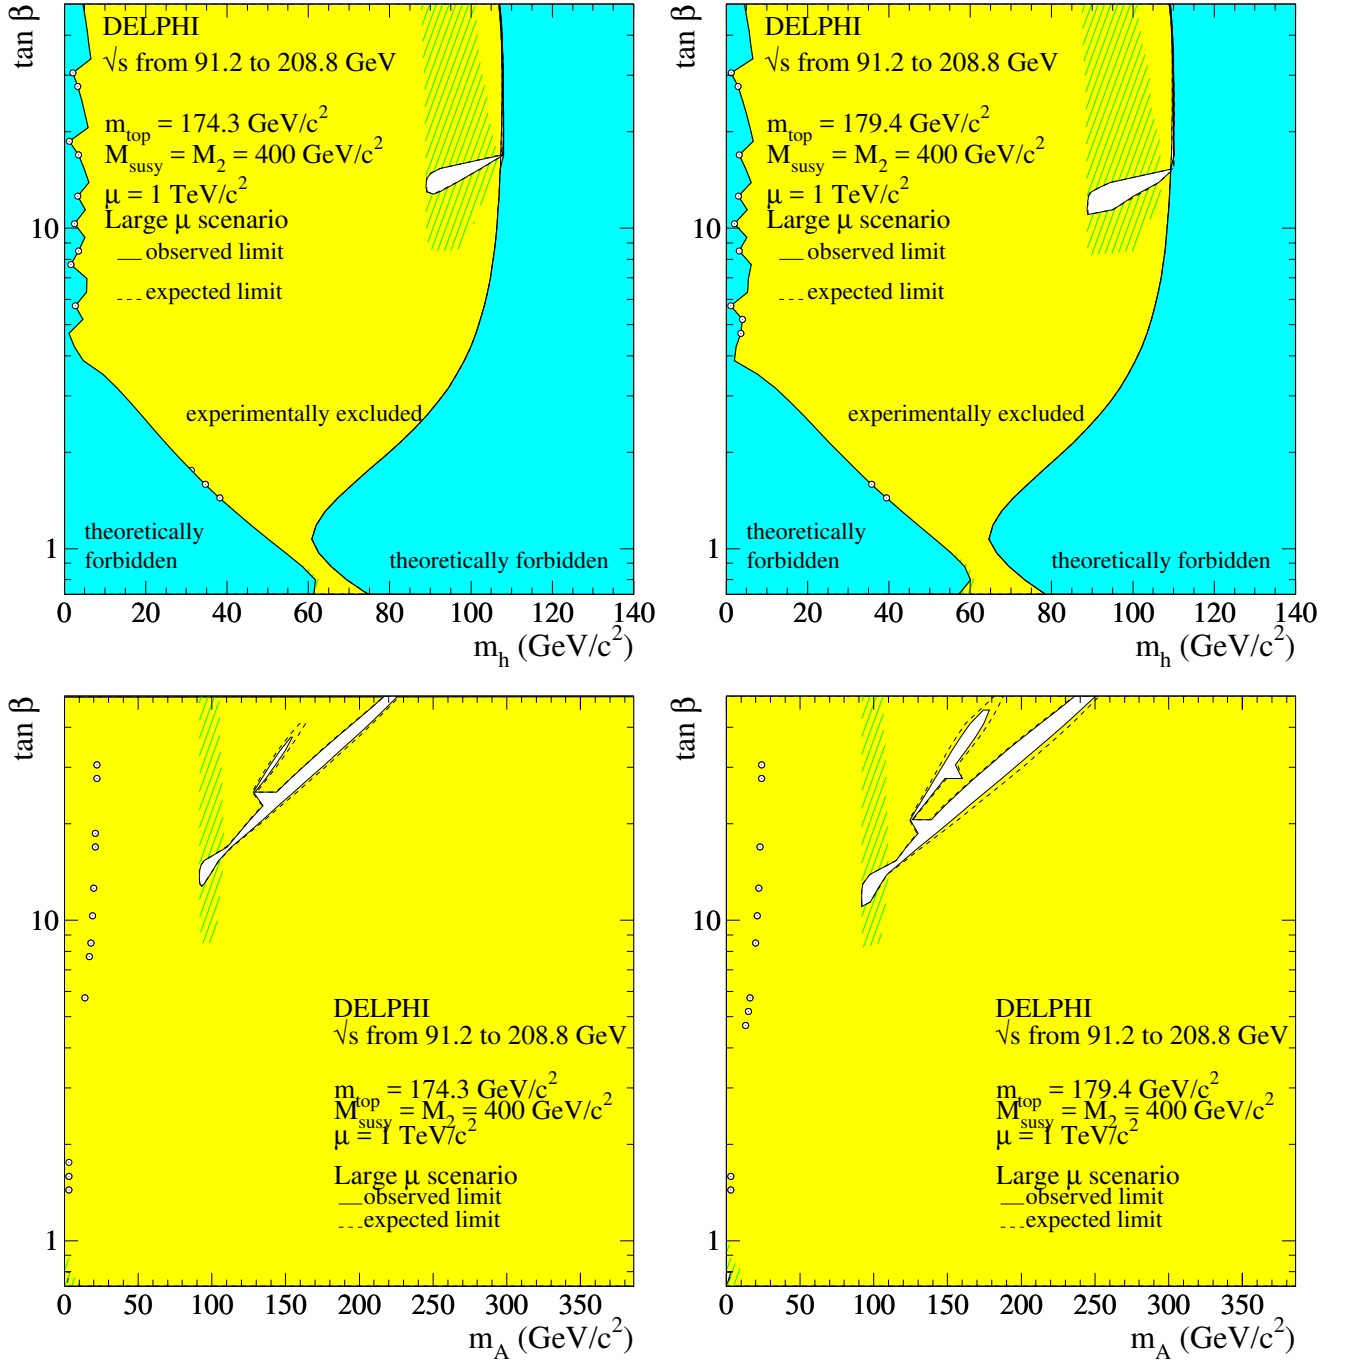 tan β
DELPHI
√s from 91.2 to 208.8 GeV
m_top = 174.3 GeV/c²
M_susy = M₂ = 400 GeV/c²
μ = 1 TeV/c²
Large μ scenario
observed limit
expected limit
experimentally excluded
theoretically
forbidden
theoretically forbidden
10
1
0 20 40 60 80 100 120 140
m_h (GeV/c²)
tan β
DELPHI
√s from 91.2 to 208.8 GeV
m_top = 179.4 GeV/c²
M_susy = M₂ = 400 GeV/c²
μ = 1 TeV/c²
Large μ scenario
observed limit
expected limit
experimentally excluded
theoretically
forbidden
theoretically forbidden
10
1
0 20 40 60 80 100 120 140
m_h (GeV/c²)
tan β
10
DELPHI
√s from 91.2 to 208.8 GeV
m_top = 174.3 GeV/c²
M_susy = M₂ = 400 GeV/c²
μ = 1 TeV/c²
Large μ scenario
observed limit
expected limit
1
0 50 100 150 200 250 300 350
m_A (GeV/c²)
tan β
10
DELPHI
√s from 91.2 to 208.8 GeV
m_top = 179.4 GeV/c²
M_susy = M₂ = 400 GeV/c²
μ = 1 TeV/c²
Large μ scenario
observed limit
expected limit
1
0 50 100 150 200 250 300 350
m_A (GeV/c²)